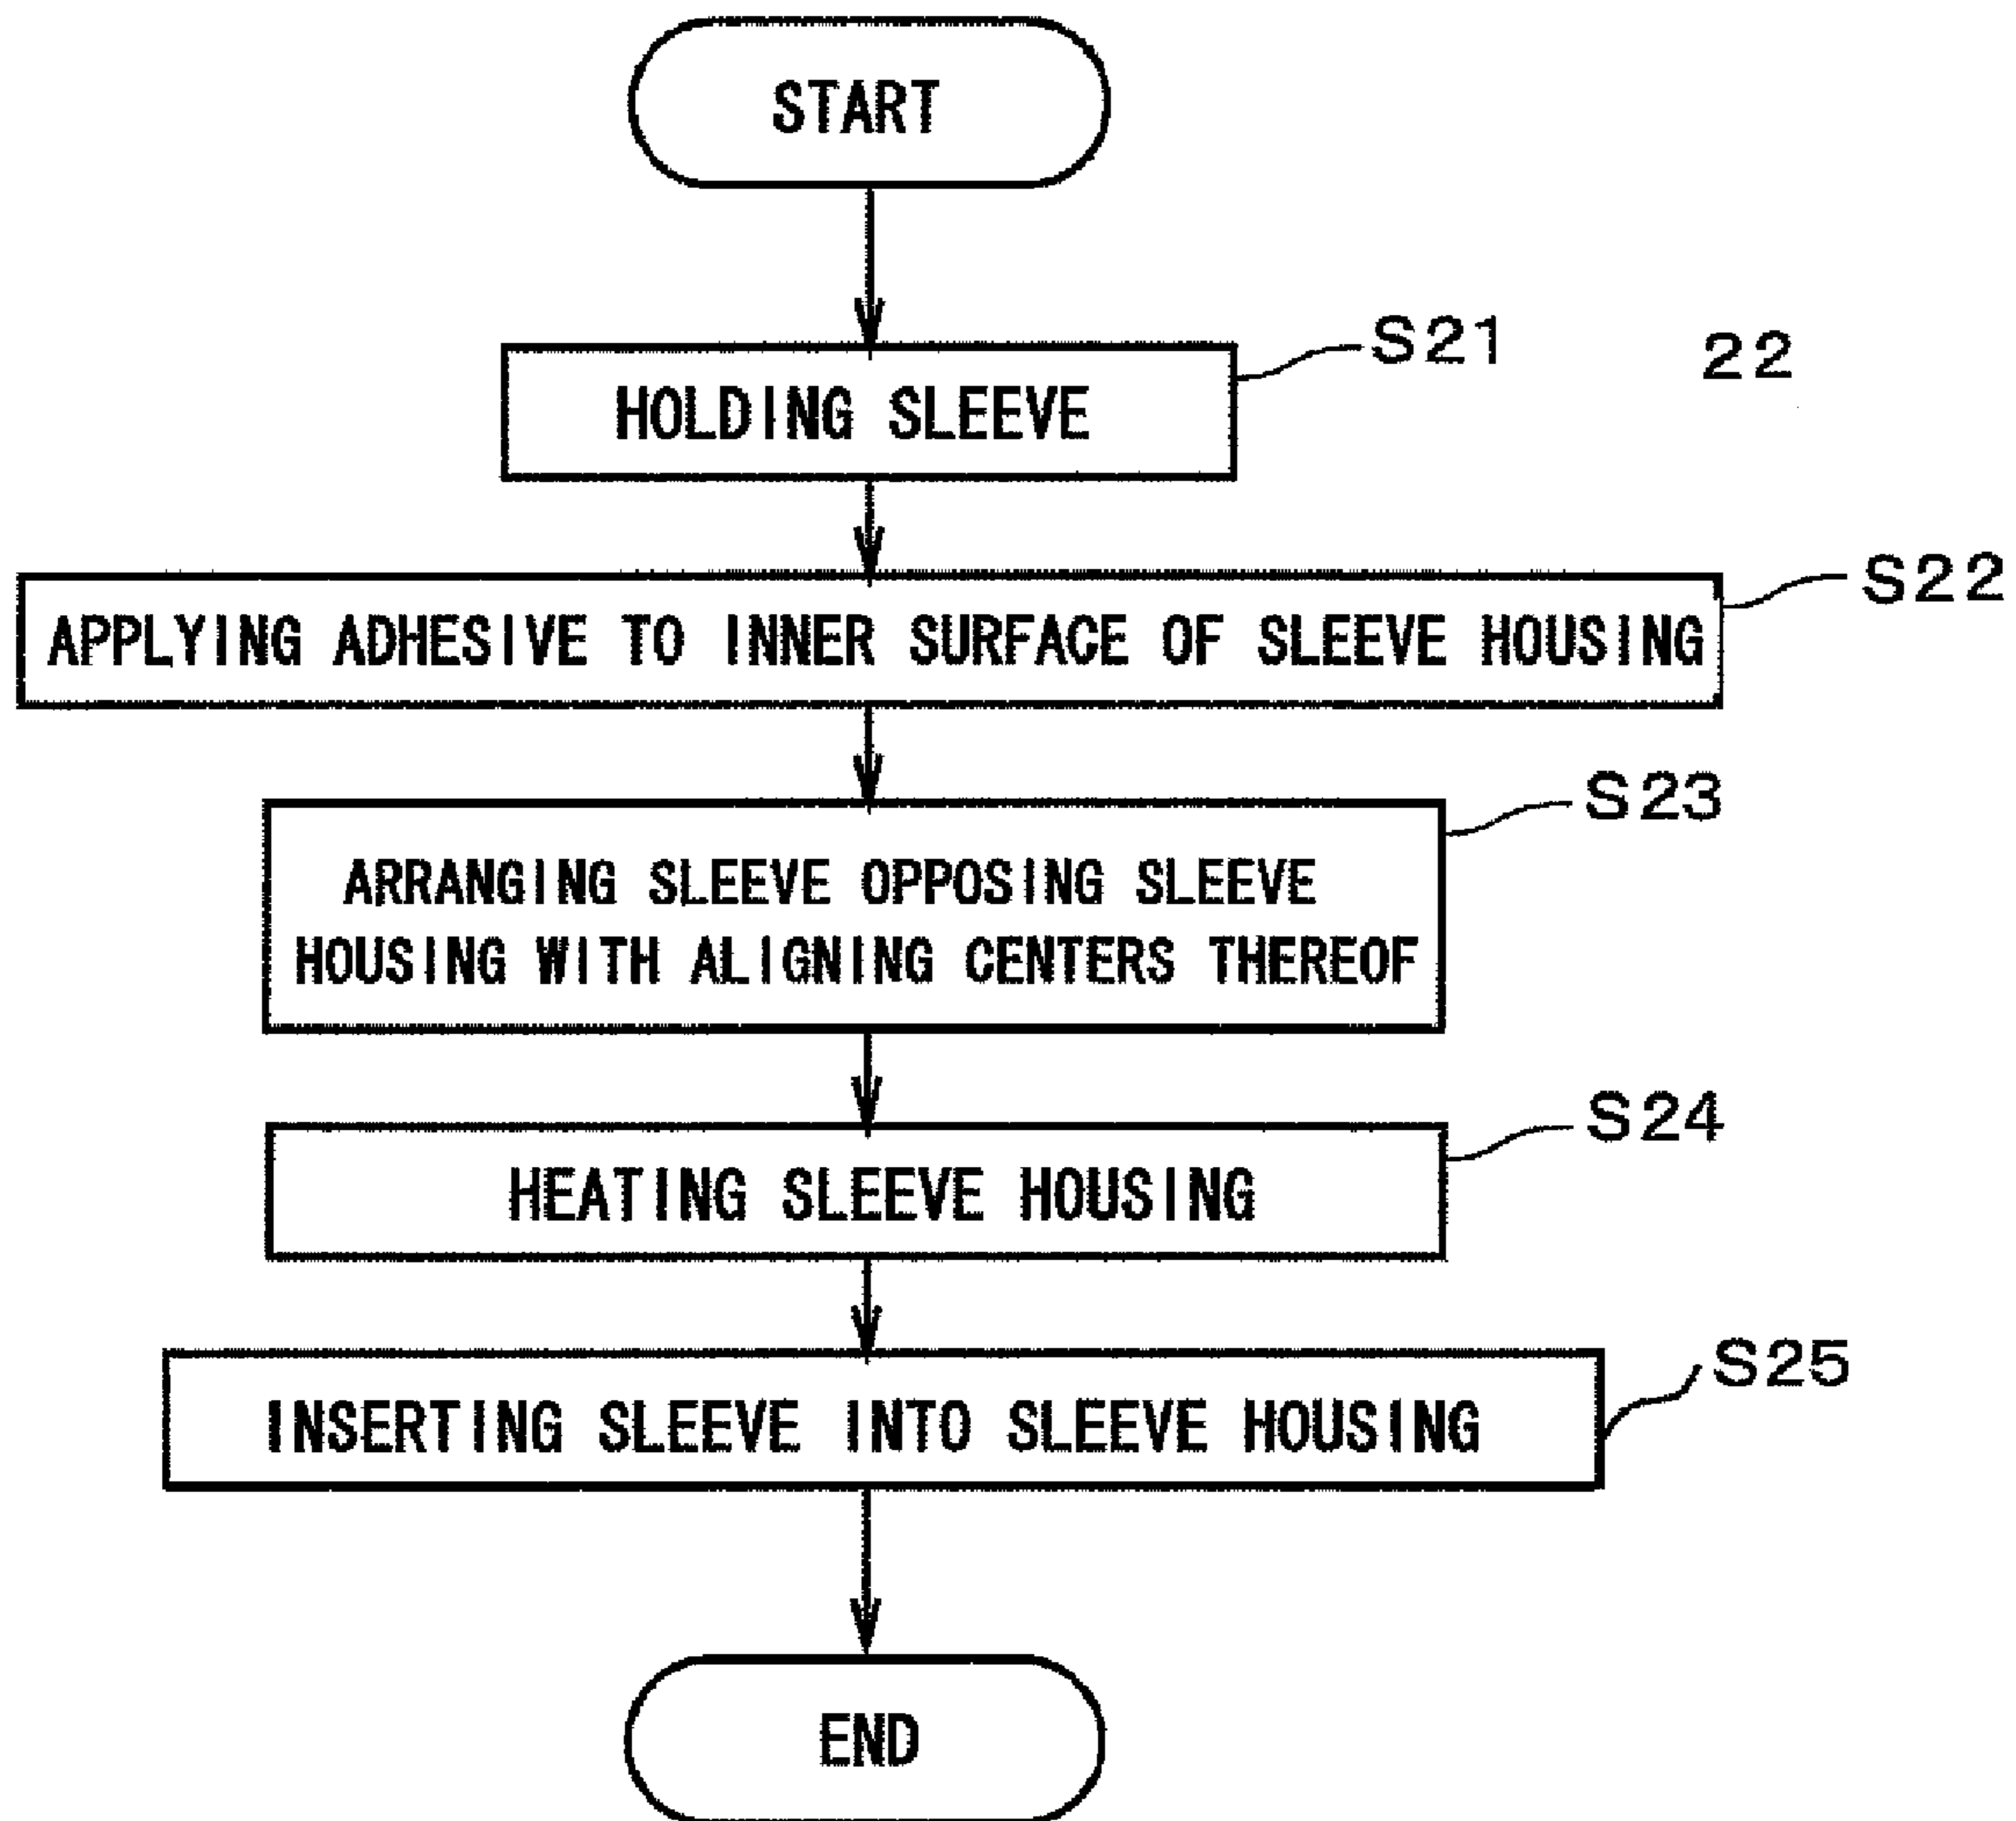 START
S21
22
HOLDING SLEEVE
S22
APPLYING ADHESIVE TO INNER SURFACE OF SLEEVE HOUSING
S23
ARRANGING SLEEVE OPPOSING SLEEVE
HOUSING WITH ALIGNING CENTERS THEREOF
S24
HEATING SLEEVE HOUSING
S25
INSERTING SLEEVE INTO SLEEVE HOUSING
END